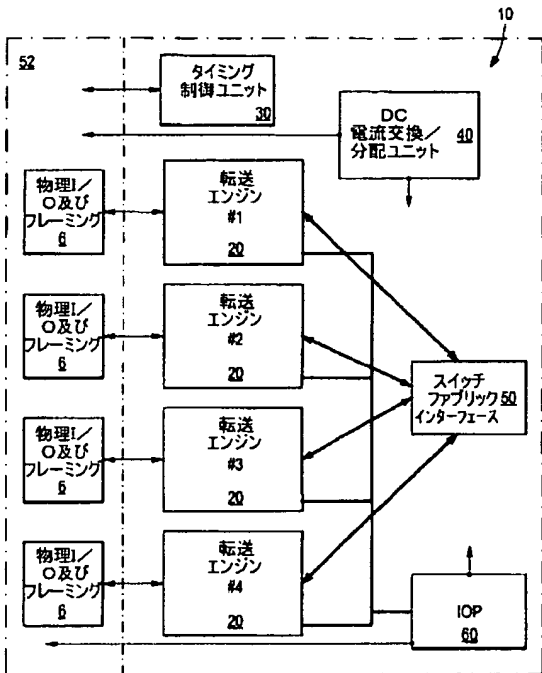 10
52
タイミング
制御ユニット
30
DC
電流交換／
分配ユニット
40
物理I／
O及び
フレーミング
6
転送
エンジン
#1
20
物理I／
O及び
フレーミング
6
転送
エンジン
#2
20
スイッチ
ファブリック 50
インターフェース
物理I／
O及び
フレーミング
6
転送
エンジン
#3
20
物理I／
O及び
フレーミング
6
転送
エンジン
#4
20
IOP
60